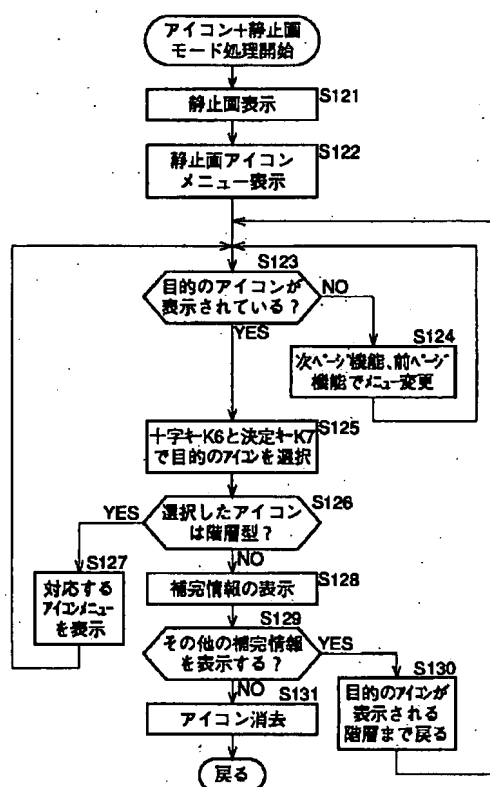 アイコン+静止画
モード処理開始
S121
静止画表示
S122
静止画アイコン
メニュー表示
S123
目的のアイコンが
表示されている?
NO
YES
S124
次ページ機能、前ページ
機能でメニュー変更
S125
十字キーK6と決定キーK7
で目的のアイコンを選択
S126
選択したアイコン
は階層型?
YES
NO
S127
対応する
アイコンメニュー
を表示
S128
補完情報の表示
S129
その他の補完情報
を表示する?
YES
NO
S130
目的のアイコンが
表示される
階層まで戻る
S131
アイコン消去
戻る